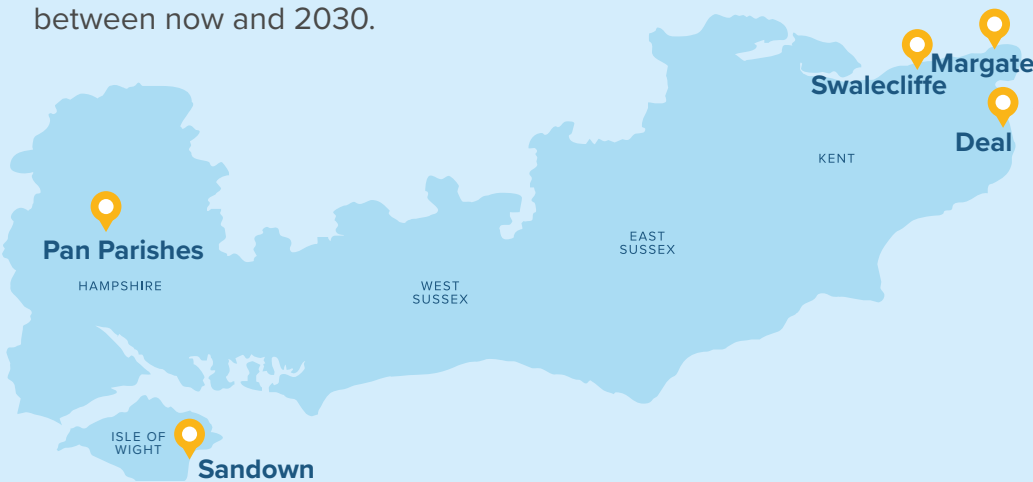 between now and 2030.
Margate
Swalecliffe
Deal
KENT
Pan Parishes
HAMPSHIRE
EAST
SUSSEX
WEST
SUSSEX
ISLE OF
WIGHT
Sandown